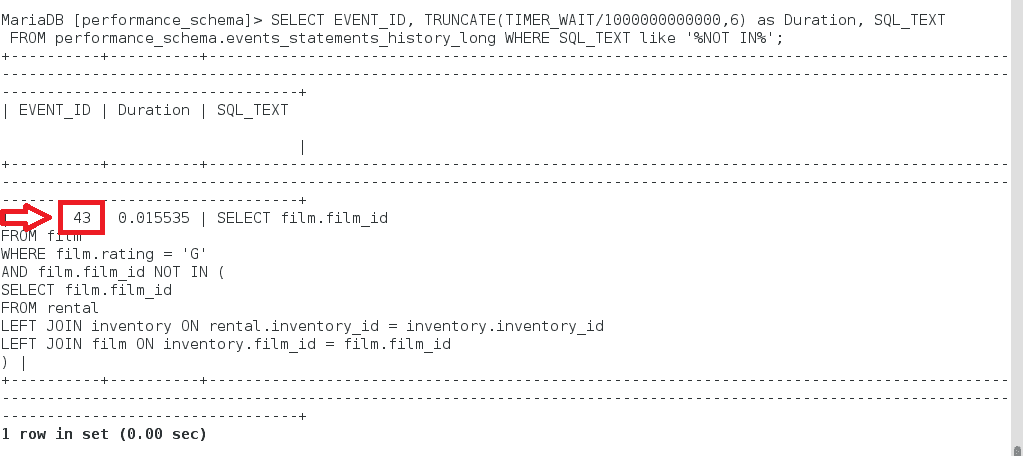 MariaDB [performance_schema]> SELECT EVENT_ID, TRUNCATE(TIMER_WAIT/1000000000000,6) as Duration, SQL_TEXT
 FROM performance_schema.events_statements_history_long WHERE SQL_TEXT like '%NOT IN%';
| EVENT_ID | Duration | SQL_TEXT
|
43 0.015535 | SELECT film.film_id
FROM film
WHERE film.rating = 'G'
AND film.film_id NOT IN (
SELECT film.film_id
FROM rental
LEFT JOIN inventory ON rental.inventory_id = inventory.inventory_id
LEFT JOIN film ON inventory.film_id = film.film_id
) |
1 row in set (0.00 sec)